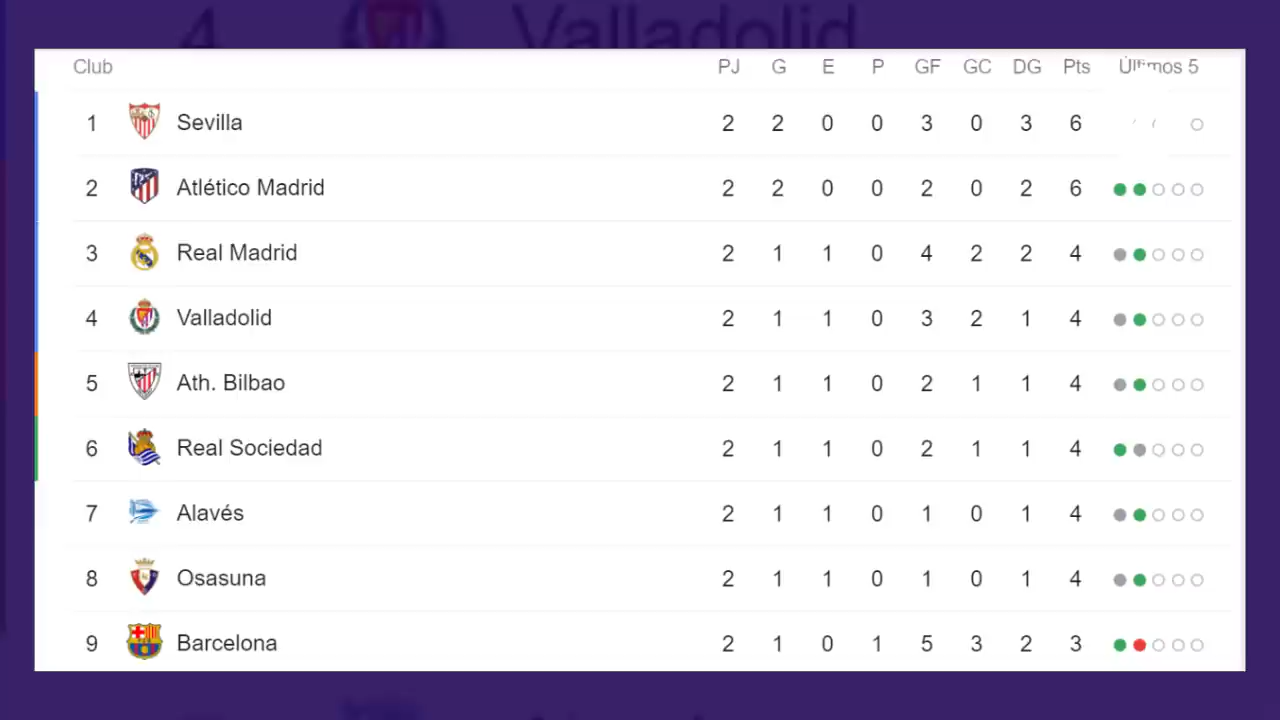 4 Valladolid
Club PJ G E P GF GC DG Pts Últimos 5
1 Sevilla 2 2 0 0 3 0 3 6
2 Atlético Madrid 2 2 0 0 2 0 2 6
3 Real Madrid 2 1 1 0 4 2 2 4
4 Valladolid 2 1 1 0 3 2 1 4
5 Ath. Bilbao 2 1 1 0 2 1 1 4
6 Real Sociedad 2 1 1 0 2 1 1 4
7 Alavés 2 1 1 0 1 0 1 4
8 Osasuna 2 1 1 0 1 0 1 4
9 Barcelona 2 1 0 1 5 3 2 3